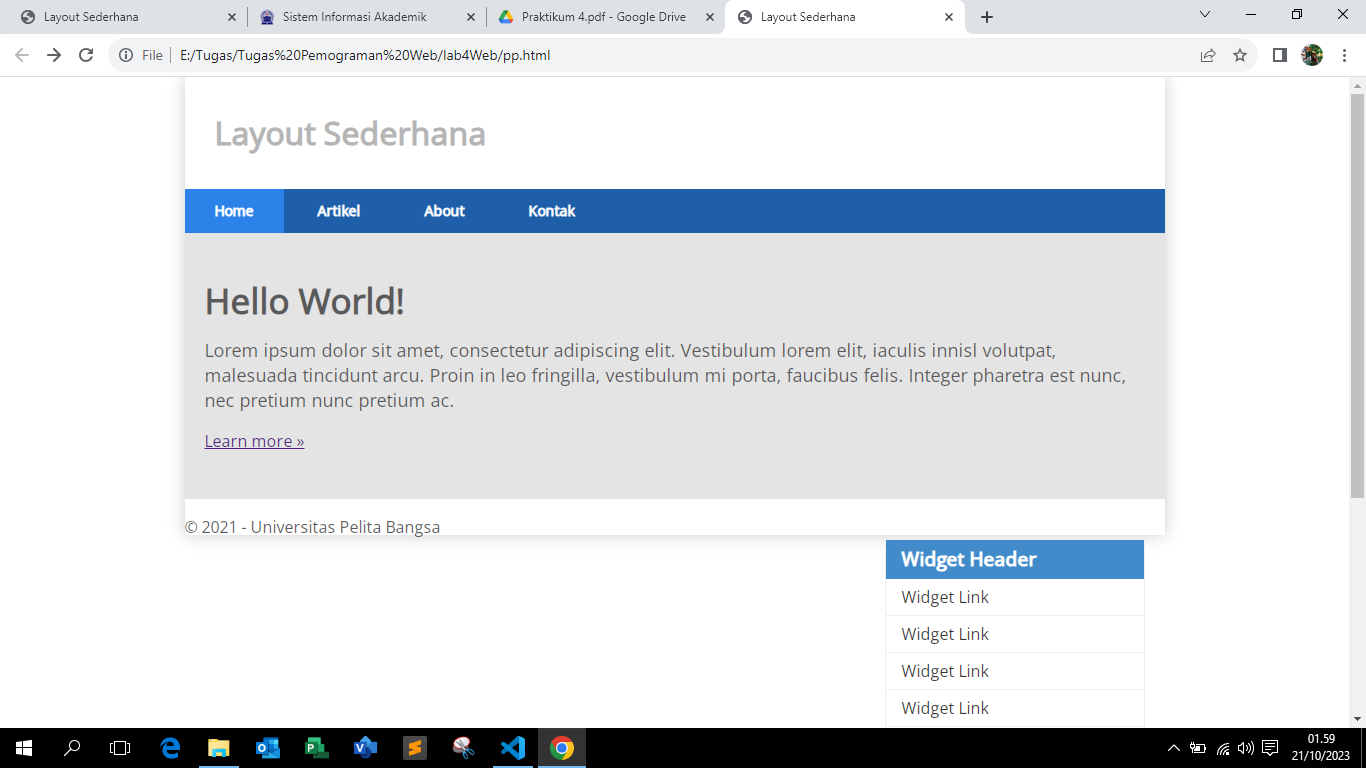 Layout Sederhana
Sistem Informasi Akademik
Praktikum 4.pdf - Google Drive
Layout Sederhana
File
E:/Tugas/Tugas%20Pemograman%20Web/lab4Web/pp.html
Layout Sederhana
Home
Artikel
About
Kontak
Hello World!
Lorem ipsum dolor sit amet, consectetur adipiscing elit. Vestibulum lorem elit, iaculis innisl volutpat,
malesuada tincidunt arcu. Proin in leo fringilla, vestibulum mi porta, faucibus felis. Integer pharetra est nunc,
nec pretium nunc pretium ac.
Learn more »
© 2021 - Universitas Pelita Bangsa
Widget Header
Widget Link
Widget Link
Widget Link
Widget Link
01.59
21/10/2023